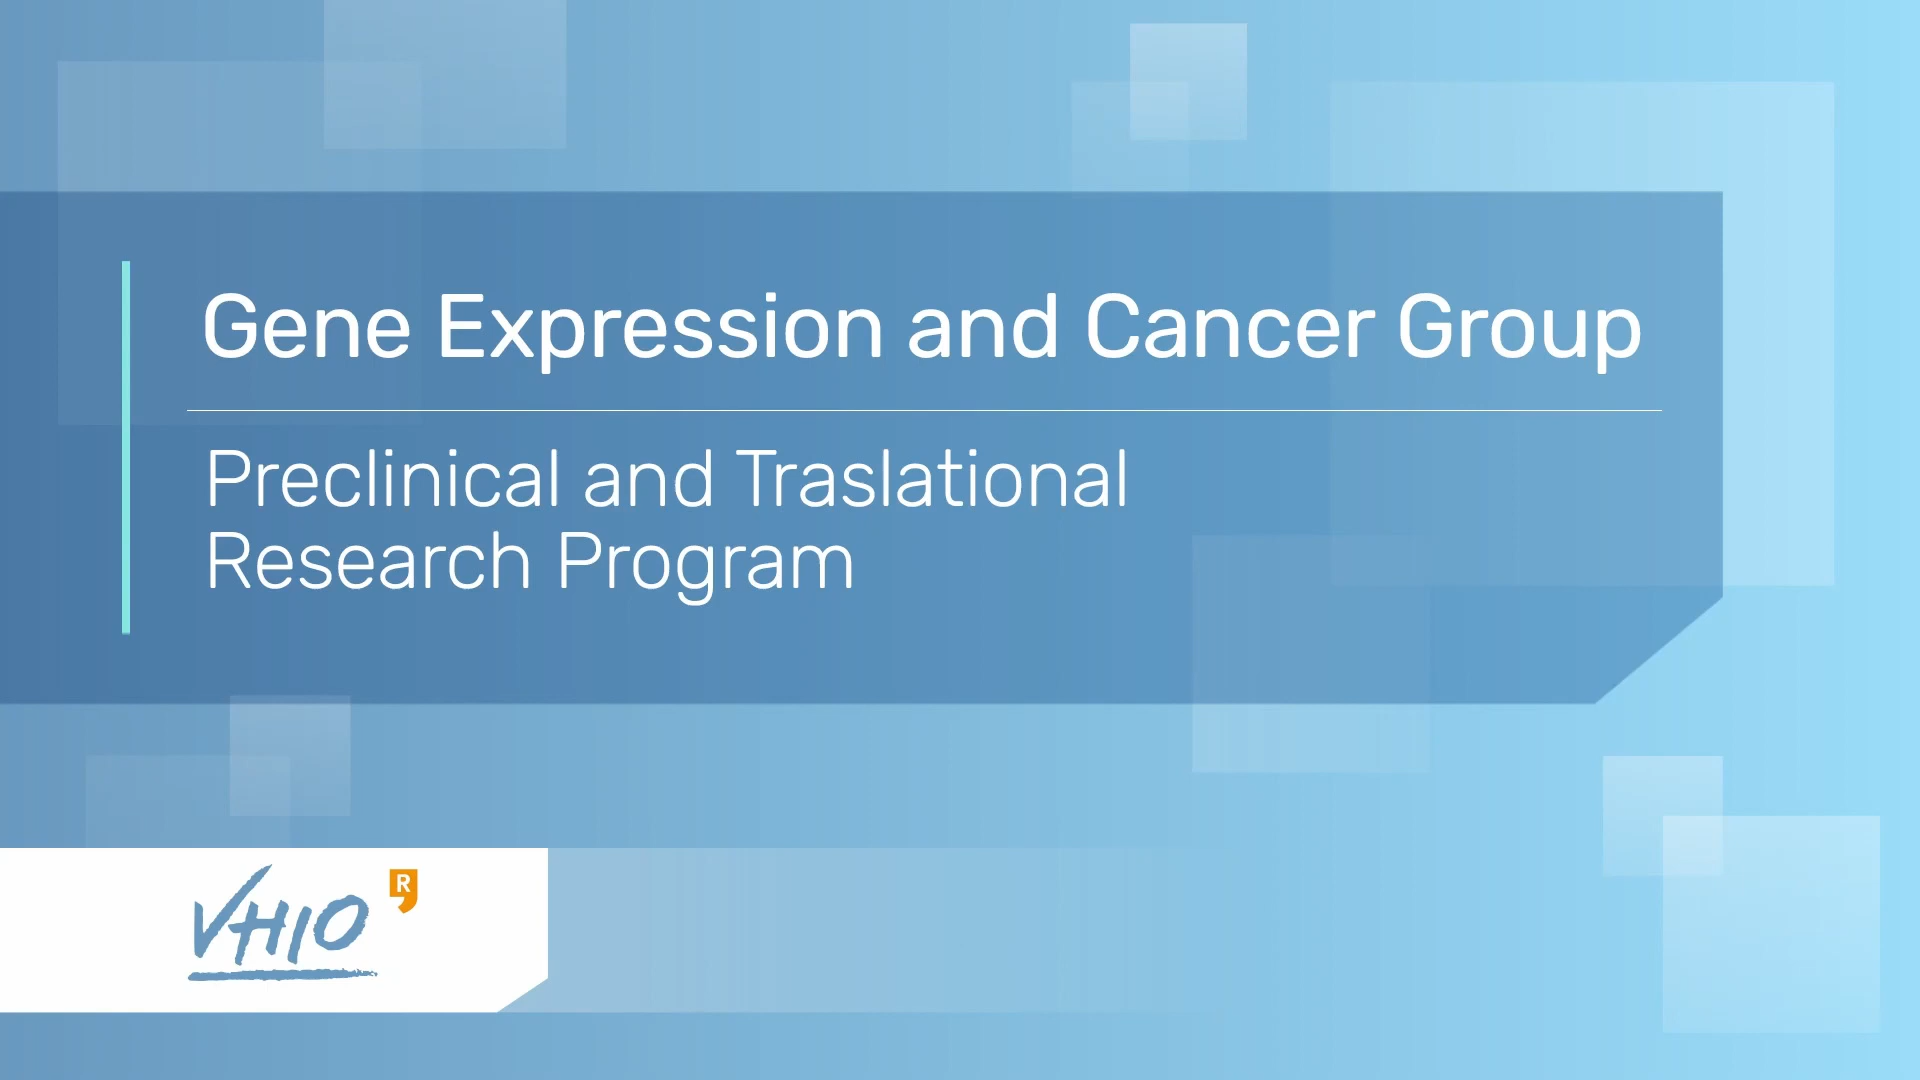 Gene Expression and Cancer Group
Preclinical and Traslational
Research Program
VHIO
R